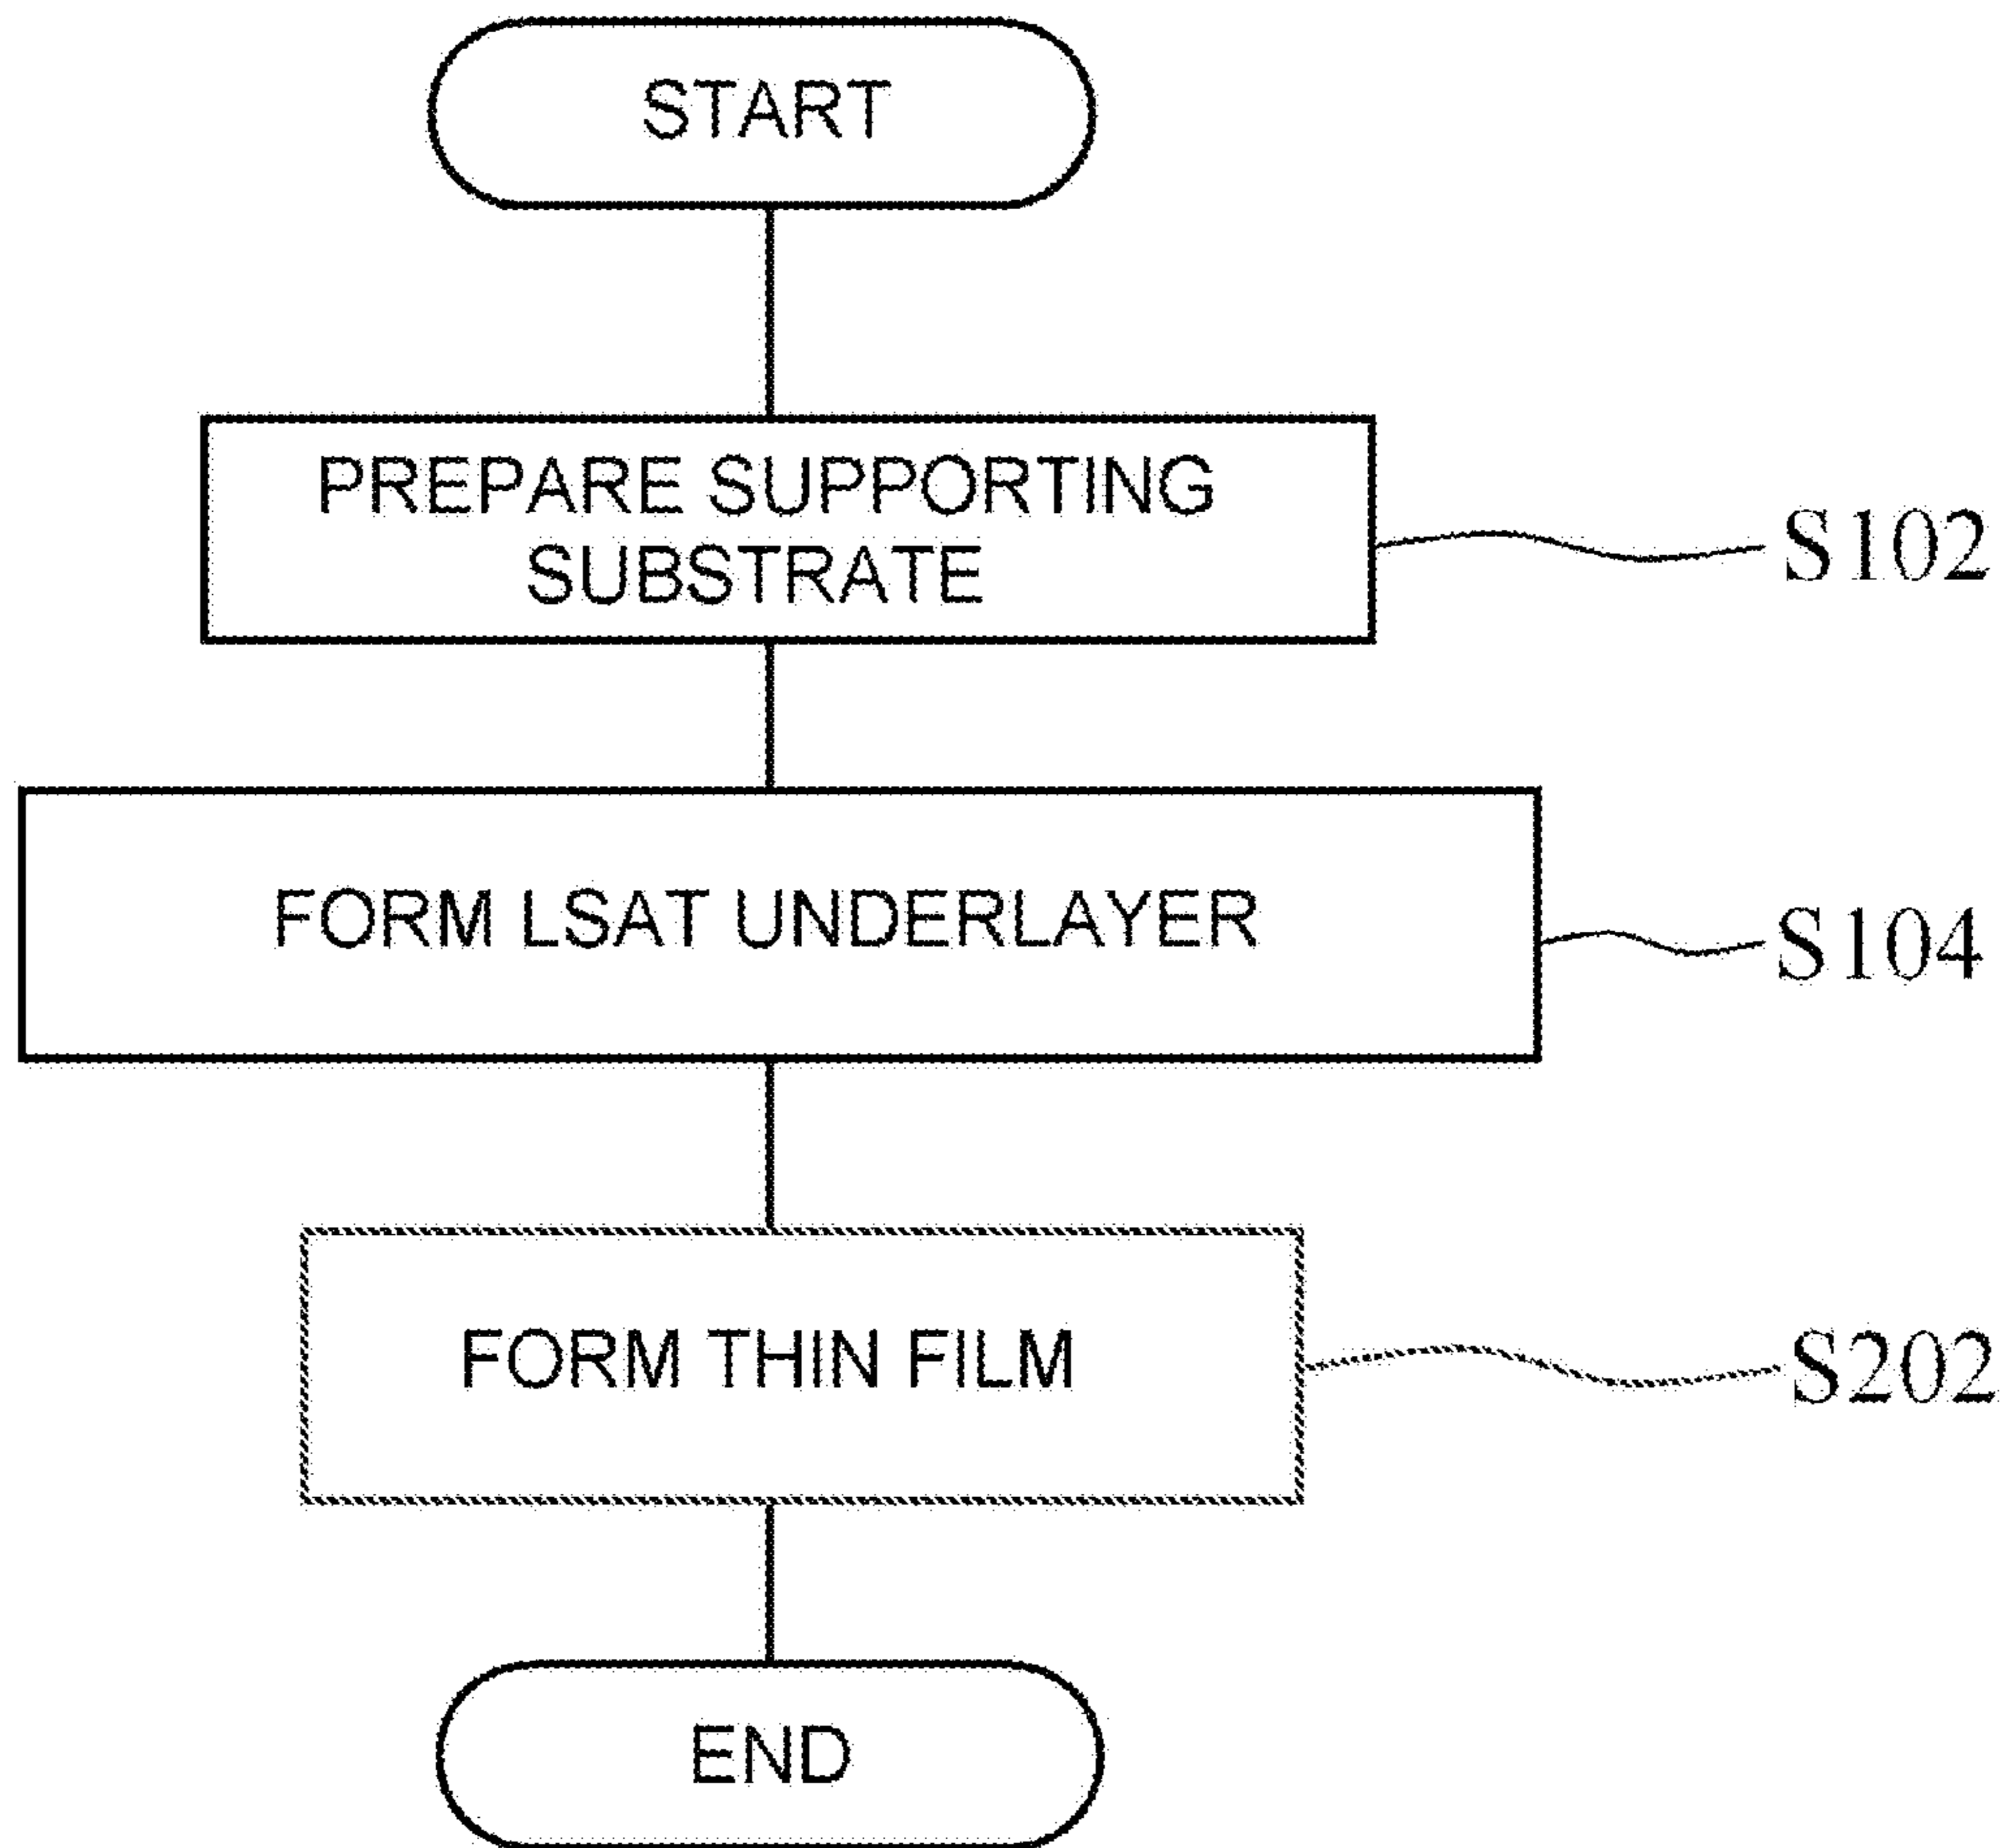 START
PREPARE SUPPORTING
SUBSTRATE
S102
FORM LSAT UNDERLAYER
S104
FORM THIN FILM
S202
END